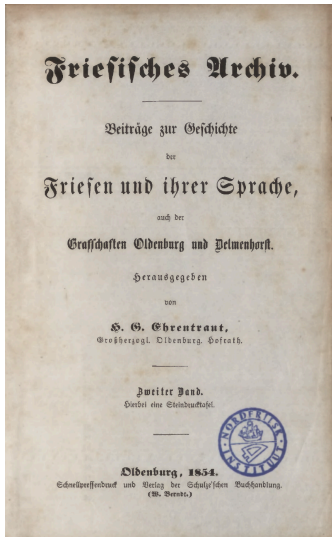 Friesisches Archiv.
Beiträge zur Geschichte
der
Friesen und ihrer Sprache,
auch der
Grafschaften Oldenburg und Delmenhorst.
Herausgegeben
von
H. G. Ehrentraut,
Großherzogl. Oldenburg. Hofrath.
Zweiter Band.
Hierbei eine Steindrucktafel.
NORDFRIISK
INSTITUUT
Oldenburg, 1854.
Schnellpressendruck und Verlag der Schulze'schen Buchhandlung.
(W. Berndt.)